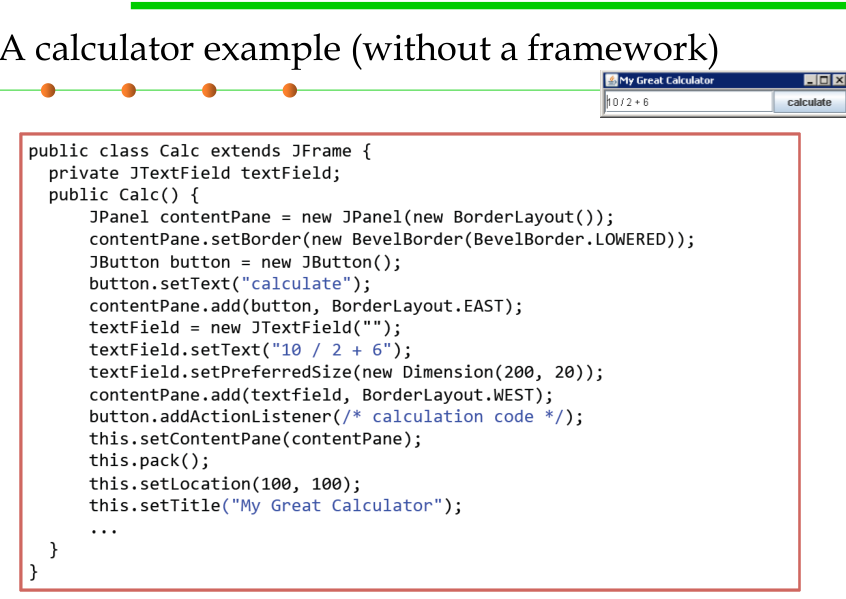 A calculator example (without a framework)
My Great Calculator
10 / 2 + 6
calculate
public class Calc extends JFrame {
  private JTextField textField;
  public Calc() {
      JPanel contentPane = new JPanel(new BorderLayout());
      contentPane.setBorder(new BevelBorder(BevelBorder.LOWERED));
      JButton button = new JButton();
      button.setText("calculate");
      contentPane.add(button, BorderLayout.EAST);
      textField = new JTextField("");
      textField.setText("10 / 2 + 6");
      textField.setPreferredSize(new Dimension(200, 20));
      contentPane.add(textfield, BorderLayout.WEST);
      button.addActionListener(/* calculation code */);
      this.setContentPane(contentPane);
      this.pack();
      this.setLocation(100, 100);
      this.setTitle("My Great Calculator");
      ...
  }
}